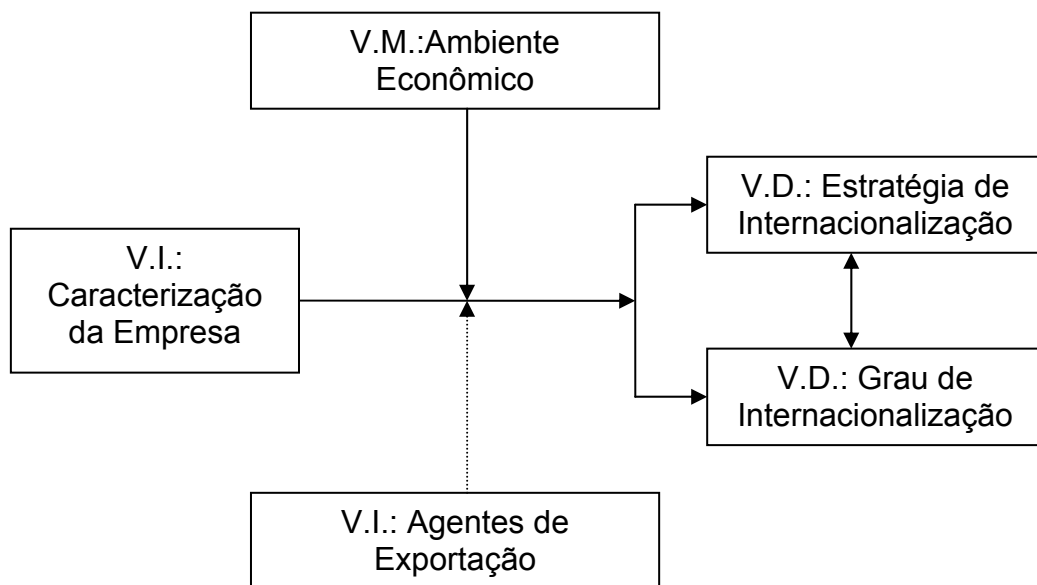 V.M.:Ambiente
Econômico
V.D.: Estratégia de
Internacionalização
V.I.:
Caracterização
da Empresa
V.D.: Grau de
Internacionalização
V.I.: Agentes de
Exportação